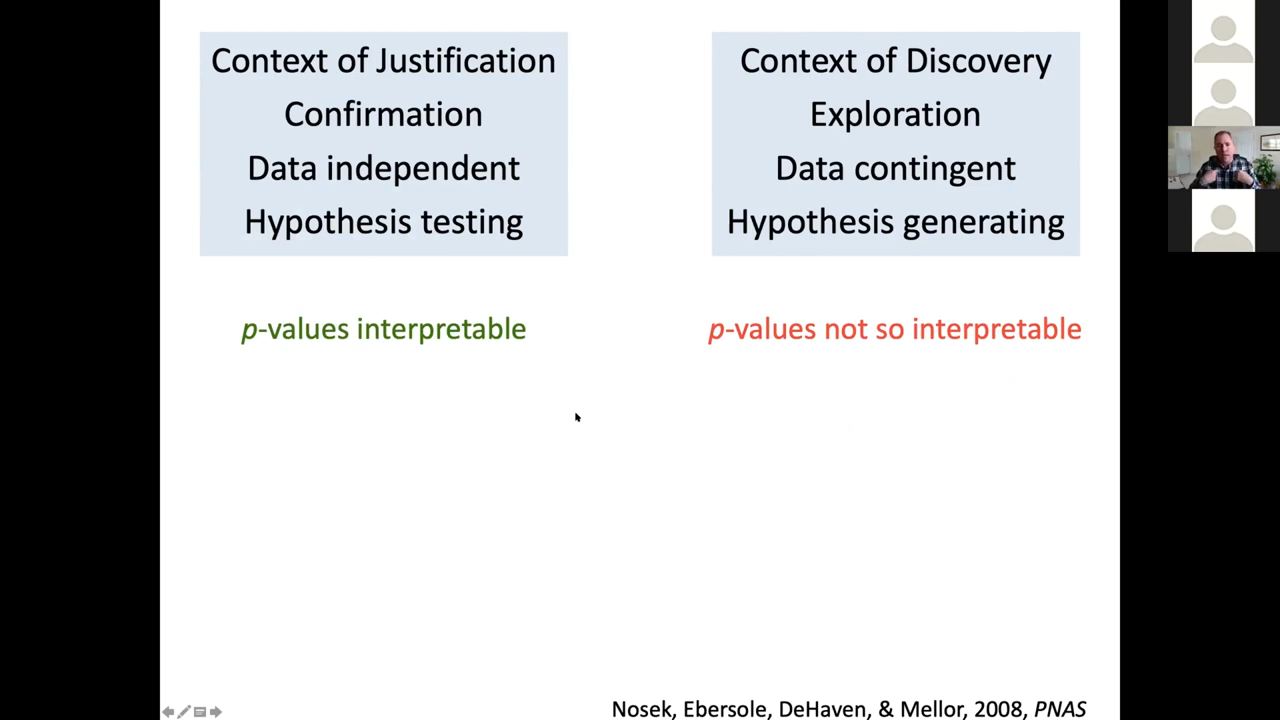 Context of Justification
Confirmation
Data independent
Hypothesis testing
Context of Discovery
Exploration
Data contingent
Hypothesis generating
p-values interpretable
p-values not so interpretable
Nosek, Ebersole, DeHaven, & Mellor, 2008, PNAS